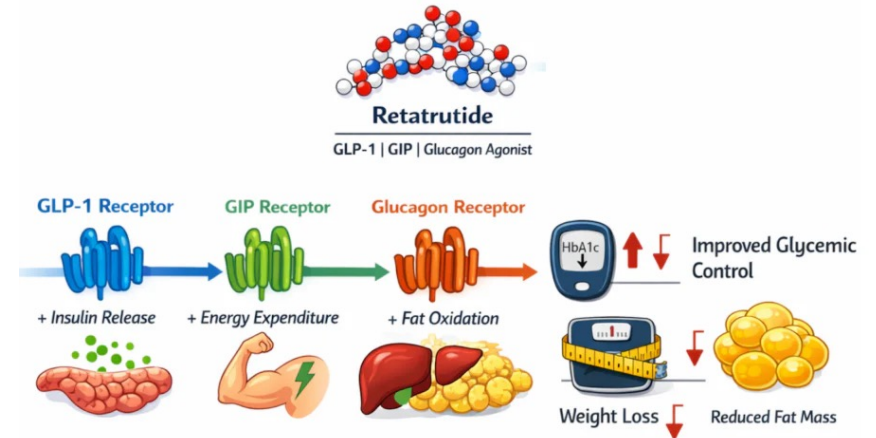 Retatrutide
GLP-1 | GIP | Glucagon Agonist
GLP-1 Receptor
GIP Receptor
Glucagon Receptor
+ Insulin Release
+ Energy Expenditure
+ Fat Oxidation
HbA1c
Improved Glycemic
Control
Weight Loss
Reduced Fat Mass